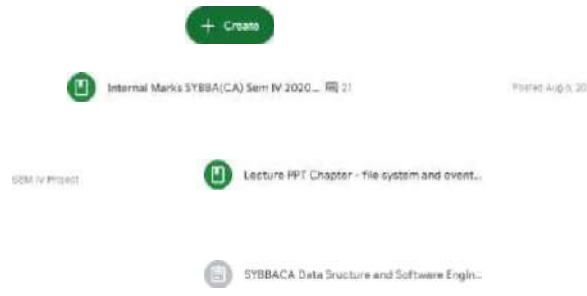 + Create
Internal Marks SYBBA(CA) Sem IV 2020... 21
Posted Aug 6, 20
SEM IV Project
Lecture PPT Chapter - file system and event...
SYBBACA Data Sructure and Software Engin...